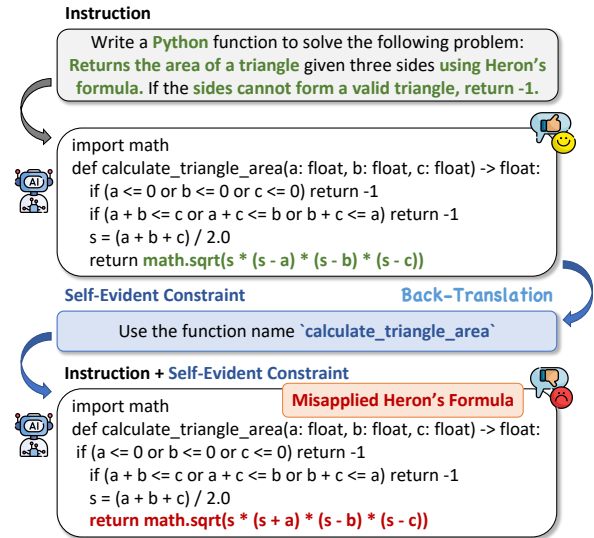 Instruction
Write a Python function to solve the following problem:
Returns the area of a triangle given three sides using Heron's
formula. If the sides cannot form a valid triangle, return -1.
AI
import math
def calculate_triangle_area(a: float, b: float, c: float) -> float:
if (a <= 0 or b <= 0 or c <= 0) return -1
if (a + b <= c or a + c <= b or b + c <= a) return -1
s = (a + b + c) / 2.0
return math.sqrt(s * (s - a) * (s - b) * (s - c))
Self-Evident Constraint
Back-Translation
Use the function name `calculate_triangle_area`
Instruction + Self-Evident Constraint
Misapplied Heron's Formula
AI
import math
def calculate_triangle_area(a: float, b: float, c: float) -> float:
if (a <= 0 or b <= 0 or c <= 0) return -1
if (a + b <= c or a + c <= b or b + c <= a) return -1
s = (a + b + c) / 2.0
return math.sqrt(s * (s + a) * (s - b) * (s - c))